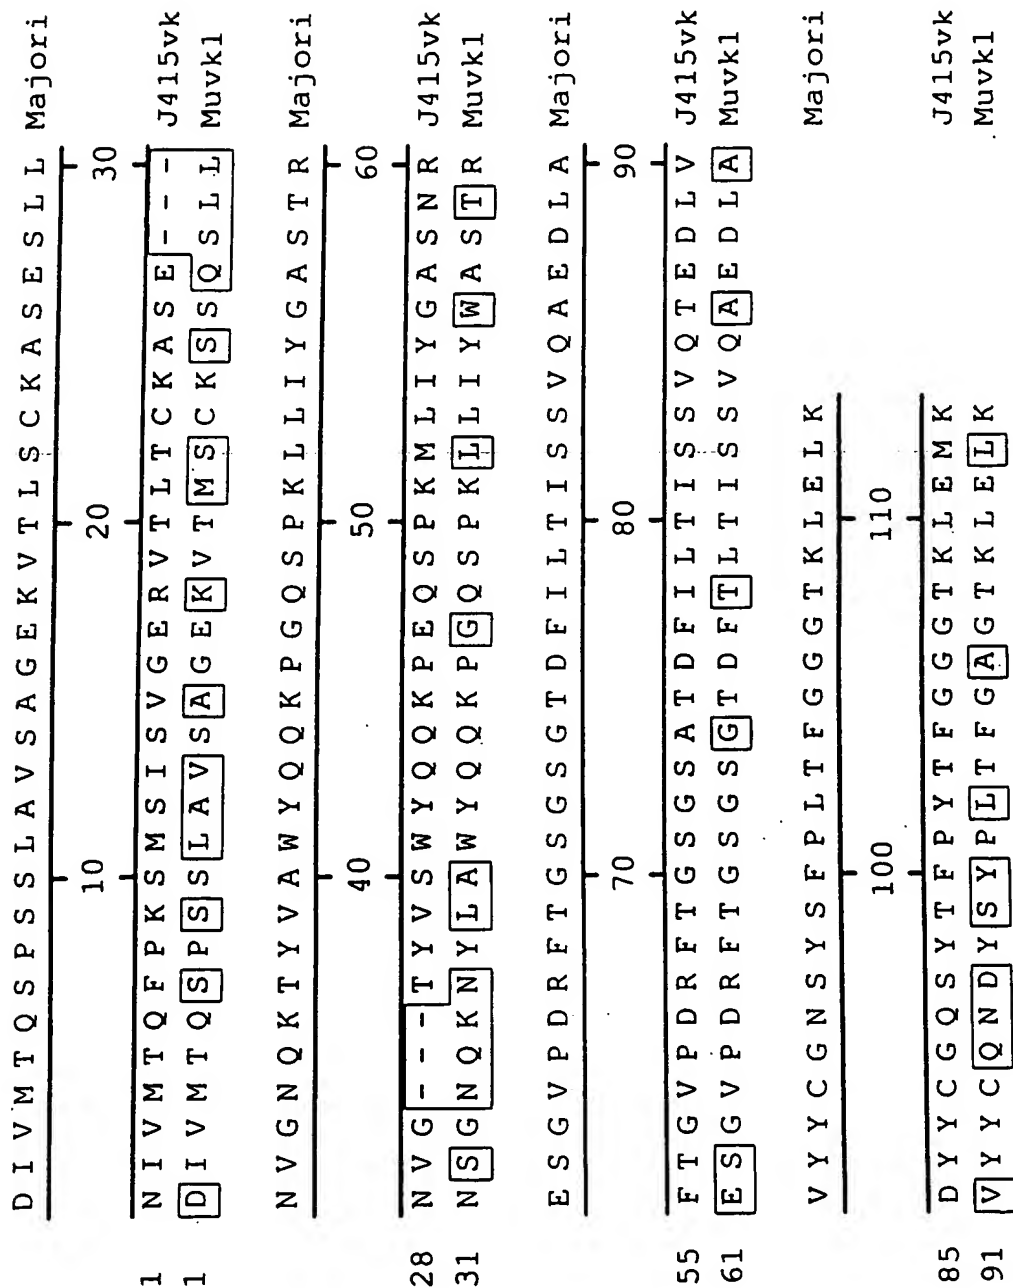 D I V M T Q S P S S L A V S A G E K V T L S C K A S E S L L Majori
10 20 30
1 N I V M T Q F P K S M S I S V G E R V T L T C K A S E - - - J415vk
1 D I V M T Q S P S S L A V S A G E K V T M S C K S S Q S L L Muvk1
N V G N Q K T Y V A W Y Q Q K P G Q S P K L L I Y G A S T R Majori
40 50 60
28 N V G - - - T Y V S W Y Q Q K P E Q S P K M L I Y G A S N R J415vk
31 N S G N Q K N Y L A W Y Q Q K P G Q S P K L L I Y W A S T R Muvk1
E S G V P D R F T G S G S G T D F I L T I S S V Q A E D L A Majori
70 80 90
55 F T G V P D R F T G S G S A T D F I L T I S S V Q T E D L V J415vk
61 E S G V P D R F T G S G S G T D F T L T I S S V Q A E D L A Muvk1
V Y Y C G N S Y S F P L T F G G G T K L E L K Majori
100 110
85 D Y Y C G Q S Y T F P Y T F G G G T K L E M K J415vk
91 V Y Y C Q N D Y S Y P L T F G A G T K L E L K Muvk1